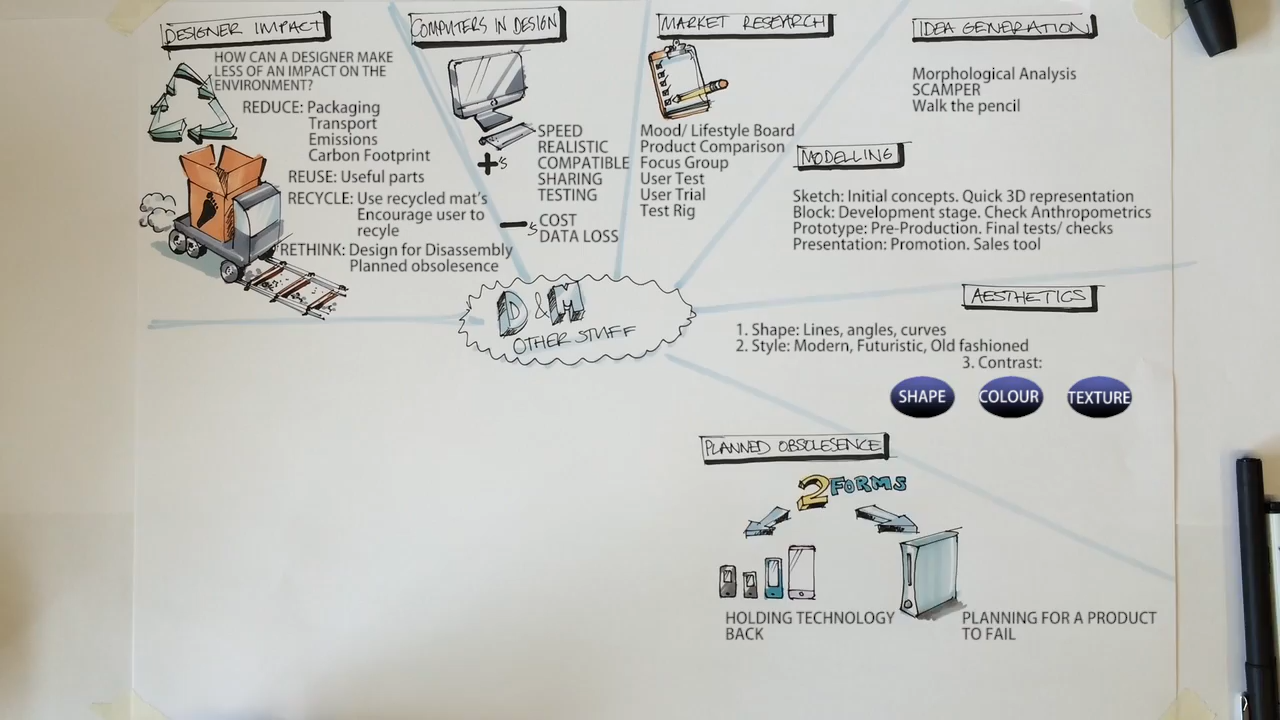 DESIGNER IMPACT
HOW CAN A DESIGNER MAKE
LESS OF AN IMPACT ON THE
ENVIRONMENT?
REDUCE: Packaging
Transport
Emissions
Carbon Footprint
REUSE: Useful parts
RECYCLE: Use recycled mat's
Encourage user to
recyle
RETHINK: Design for Disassembly
Planned obsolesence
COMPUTERS IN DESIGN
+'s
SPEED
REALISTIC
COMPATIBLE
SHARING
TESTING
-'s
COST
DATA LOSS
MARKET RESEARCH
Mood/ Lifestyle Board
Product Comparison
Focus Group
User Test
User Trial
Test Rig
IDEA GENERATION
Morphological Analysis
SCAMPER
Walk the pencil
MODELLING
Sketch: Initial concepts. Quick 3D representation
Block: Development stage. Check Anthropometrics
Prototype: Pre-Production. Final tests/ checks
Presentation: Promotion. Sales tool
D&M
OTHER STUFF
AESTHETICS
1. Shape: Lines, angles, curves
2. Style: Modern, Futuristic, Old fashioned
3. Contrast:
SHAPE COLOUR TEXTURE
PLANNED OBSOLESENCE
2 FORMS
HOLDING TECHNOLOGY
BACK
PLANNING FOR A PRODUCT
TO FAIL